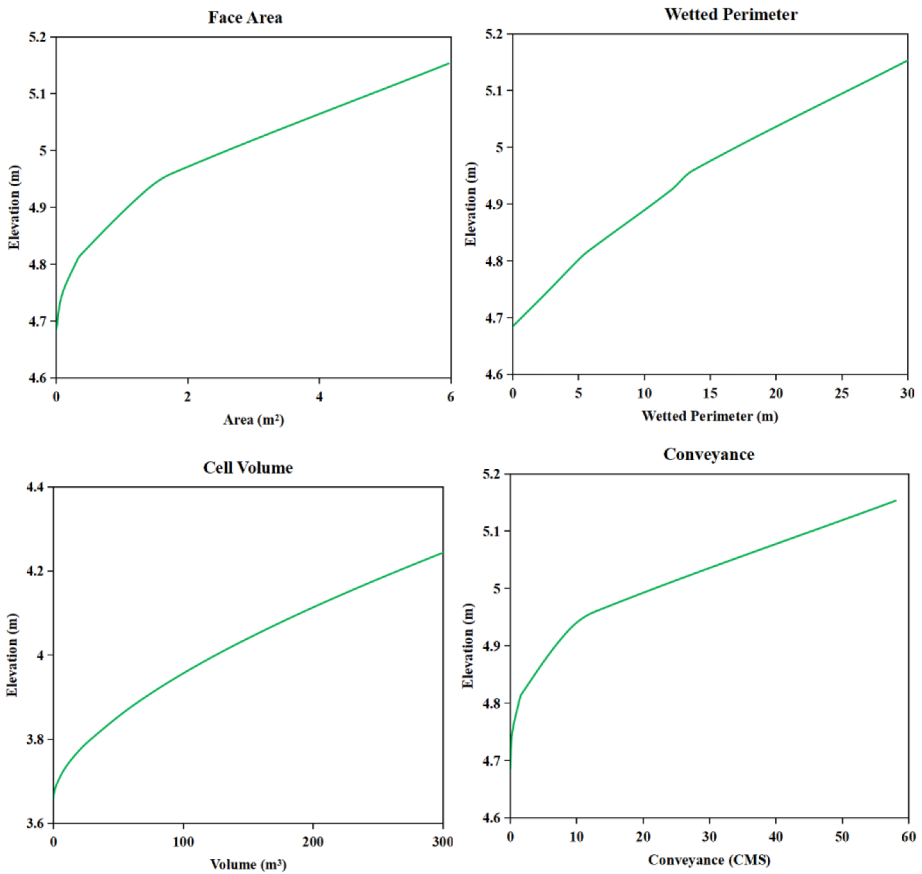 Face Area
5.2
5.1
5
4.9
4.8
4.7
4.6
Elevation (m)
0 2 4 6
Area (m²)
Wetted Perimeter
5.2
5.1
5
4.9
4.8
4.7
4.6
Elevation (m)
0 5 10 15 20 25 30
Wetted Perimeter (m)
Cell Volume
4.4
4.2
4
3.8
3.6
Elevation (m)
0 100 200 300
Volume (m³)
Conveyance
5.2
5.1
5
4.9
4.8
4.7
4.6
Elevation (m)
0 10 20 30 40 50 60
Conveyance (CMS)